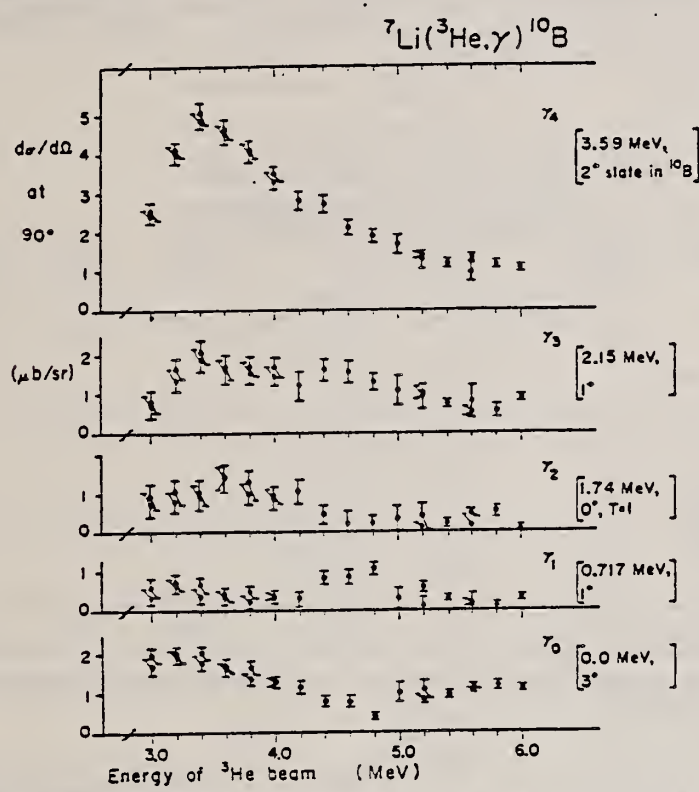 ⁷Li(³He,γ)¹⁰B
dσ/dΩ
at
90°
(μb/sr)
5
4
3
2
1
0
γ₄
[3.59 MeV,
2⁺ state in ¹⁰B]
2
1
0
γ₃
[2.15 MeV,
1⁺]
1
0
γ₂
[1.74 MeV,
0⁺, T=1]
1
0
γ₁
[0.717 MeV,
1⁺]
2
1
0
γ₀
[0.0 MeV,
3⁺]
3.0 4.0 5.0 6.0
Energy of ³He beam (MeV)